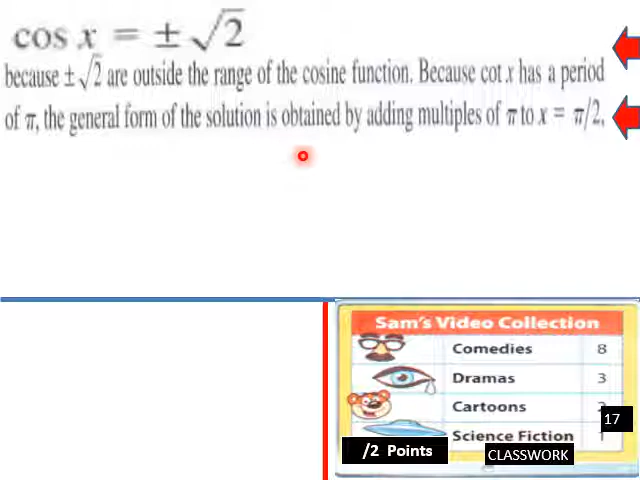 cos x = ± √2
because ± √2 are outside the range of the cosine function. Because cot x has a period
of π, the general form of the solution is obtained by adding multiples of π to x = π/2,
Sam's Video Collection
Comedies 8
Dramas 3
Cartoons
17
Science Fiction 1
/2 Points
CLASSWORK